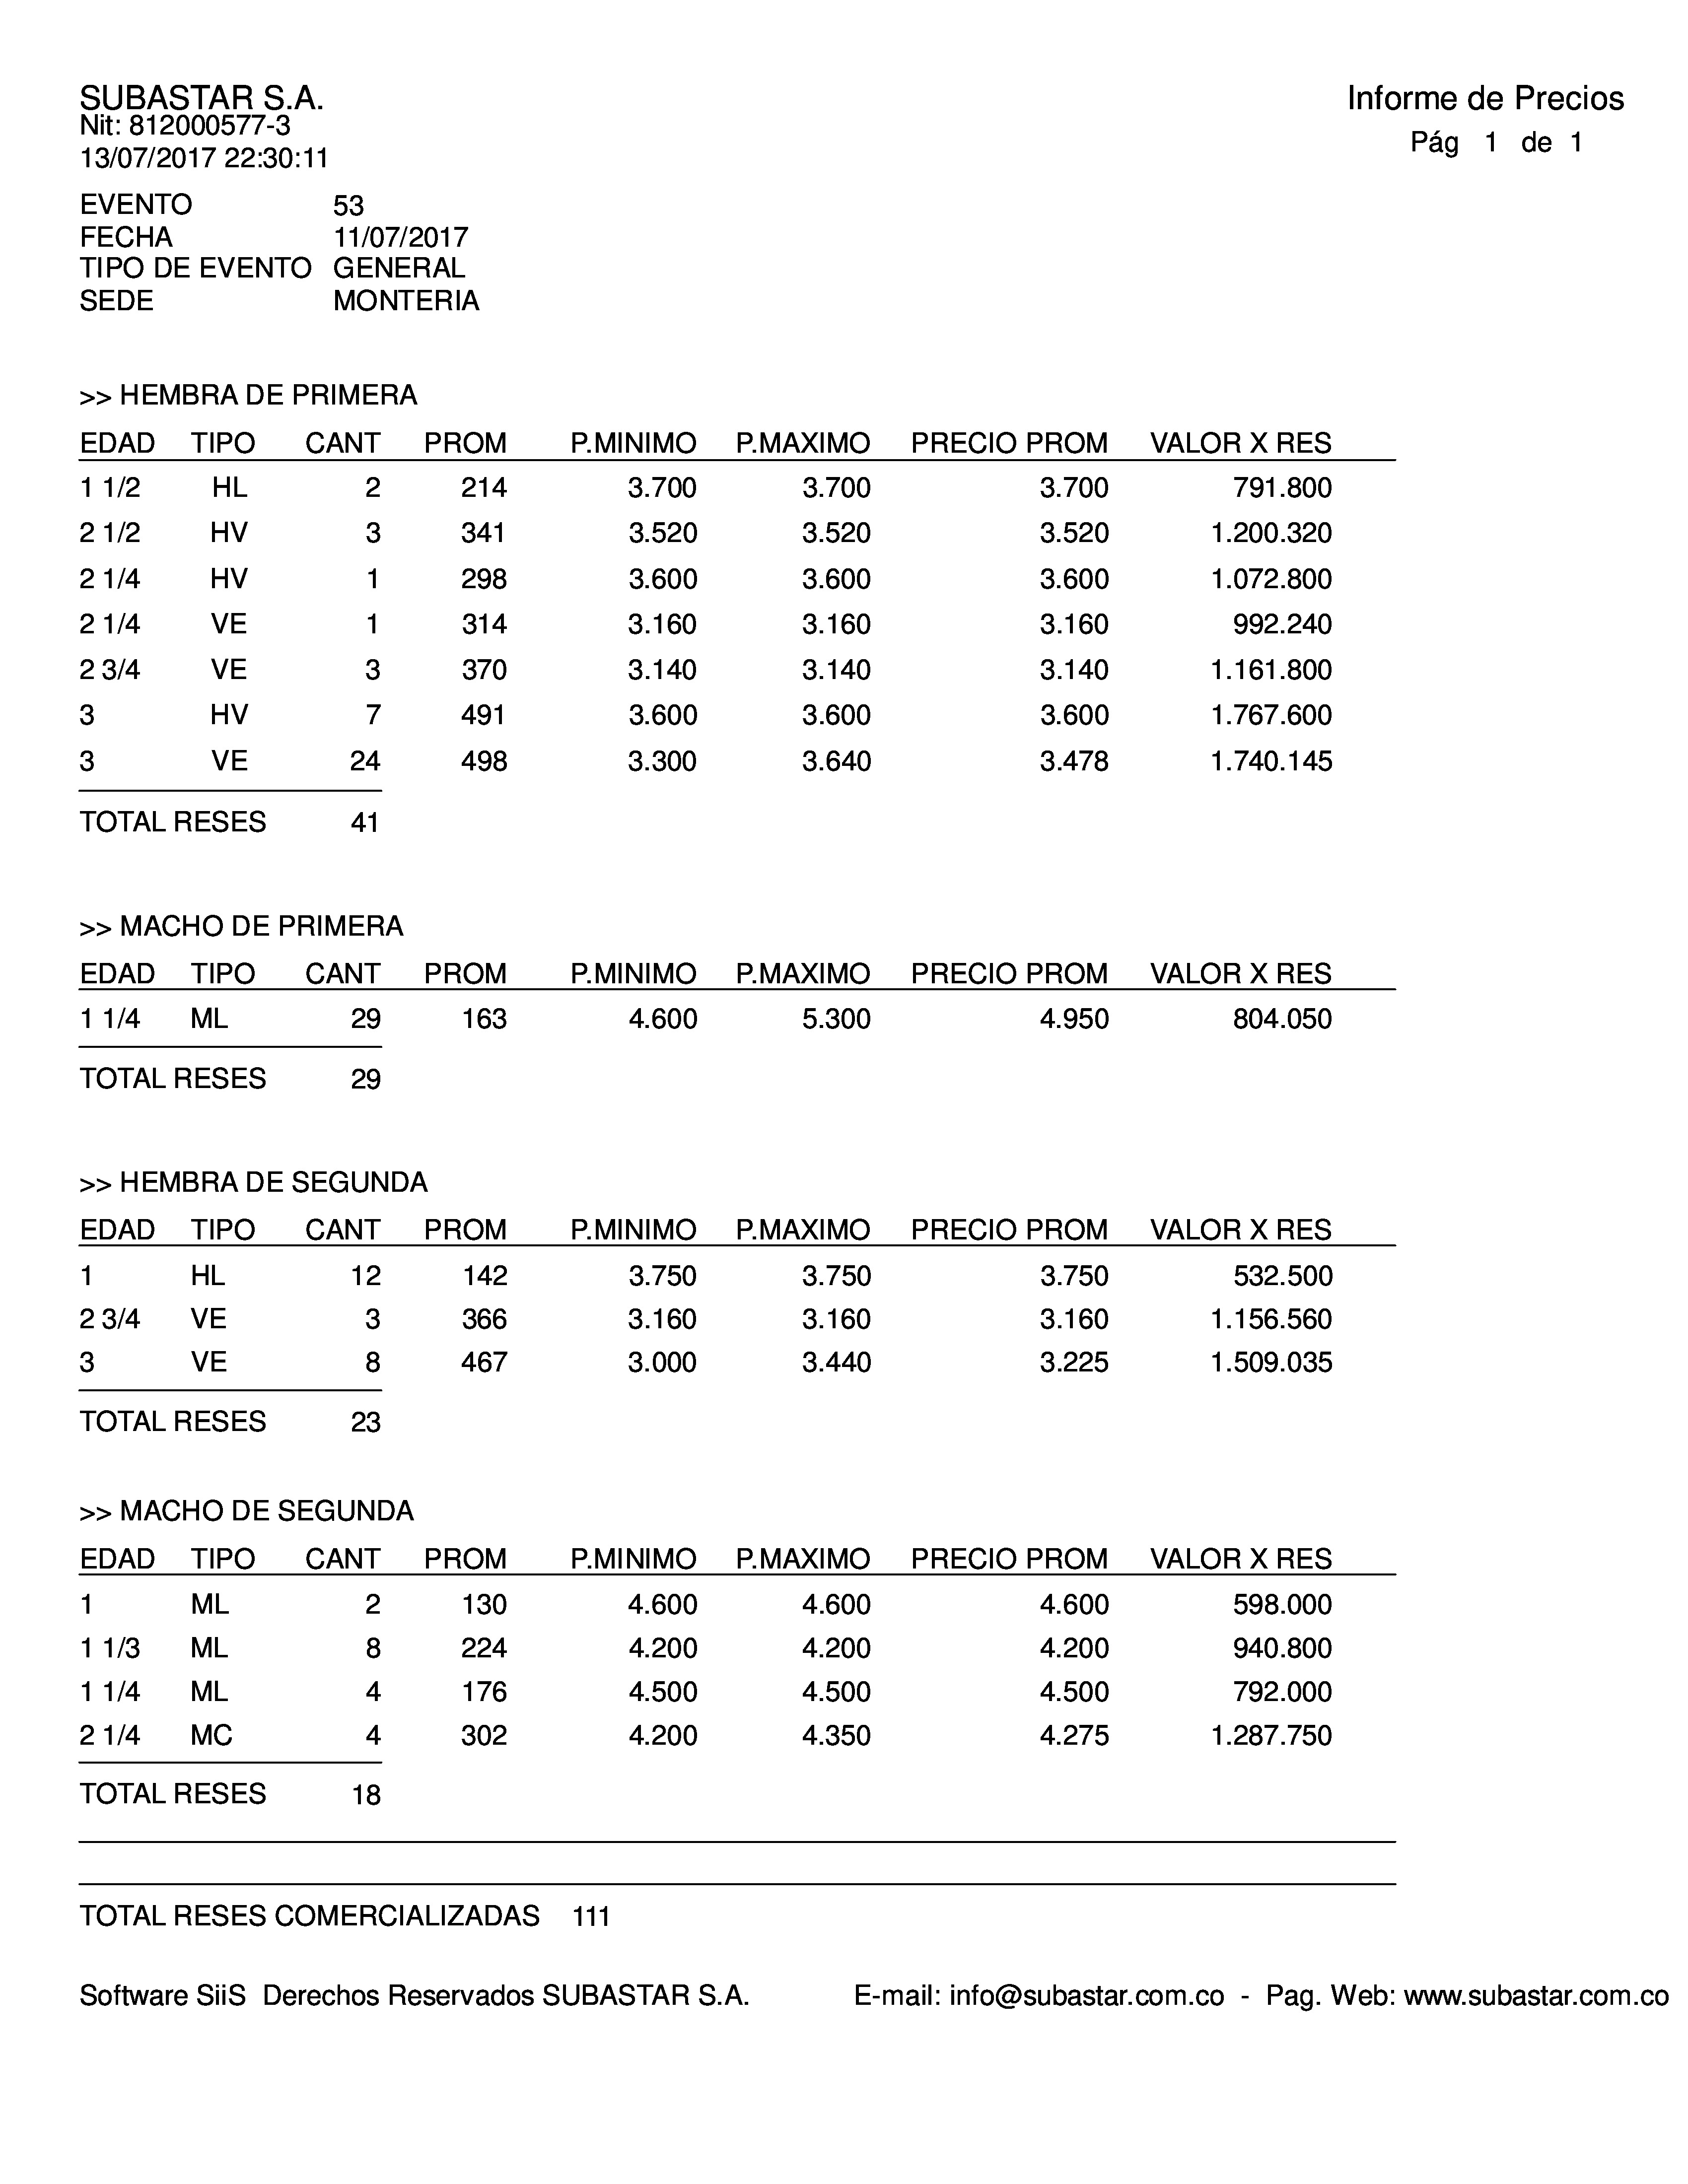 SUBASTAR S.A.
Informe de Precios
Nit: 812000577-3
Pág 1 de 1
13/07/2017 22:30:11
EVENTO 53
FECHA 11/07/2017
TIPO DE EVENTO GENERAL
SEDE MONTERIA
>> HEMBRA DE PRIMERA
EDAD TIPO CANT PROM P.MINIMO P.MAXIMO PRECIO PROM VALOR X RES
1 1/2 HL 2 214 3.700 3.700 3.700 791.800
2 1/2 HV 3 341 3.520 3.520 3.520 1.200.320
2 1/4 HV 1 298 3.600 3.600 3.600 1.072.800
2 1/4 VE 1 314 3.160 3.160 3.160 992.240
2 3/4 VE 3 370 3.140 3.140 3.140 1.161.800
3 HV 7 491 3.600 3.600 3.600 1.767.600
3 VE 24 498 3.300 3.640 3.478 1.740.145
TOTAL RESES 41
>> MACHO DE PRIMERA
EDAD TIPO CANT PROM P.MINIMO P.MAXIMO PRECIO PROM VALOR X RES
1 1/4 ML 29 163 4.600 5.300 4.950 804.050
TOTAL RESES 29
>> HEMBRA DE SEGUNDA
EDAD TIPO CANT PROM P.MINIMO P.MAXIMO PRECIO PROM VALOR X RES
1 HL 12 142 3.750 3.750 3.750 532.500
2 3/4 VE 3 366 3.160 3.160 3.160 1.156.560
3 VE 8 467 3.000 3.440 3.225 1.509.035
TOTAL RESES 23
>> MACHO DE SEGUNDA
EDAD TIPO CANT PROM P.MINIMO P.MAXIMO PRECIO PROM VALOR X RES
1 ML 2 130 4.600 4.600 4.600 598.000
1 1/3 ML 8 224 4.200 4.200 4.200 940.800
1 1/4 ML 4 176 4.500 4.500 4.500 792.000
2 1/4 MC 4 302 4.200 4.350 4.275 1.287.750
TOTAL RESES 18
TOTAL RESES COMERCIALIZADAS 111
Software SiiS Derechos Reservados SUBASTAR S.A. E-mail: info@subastar.com.co - Pag. Web: www.subastar.com.co